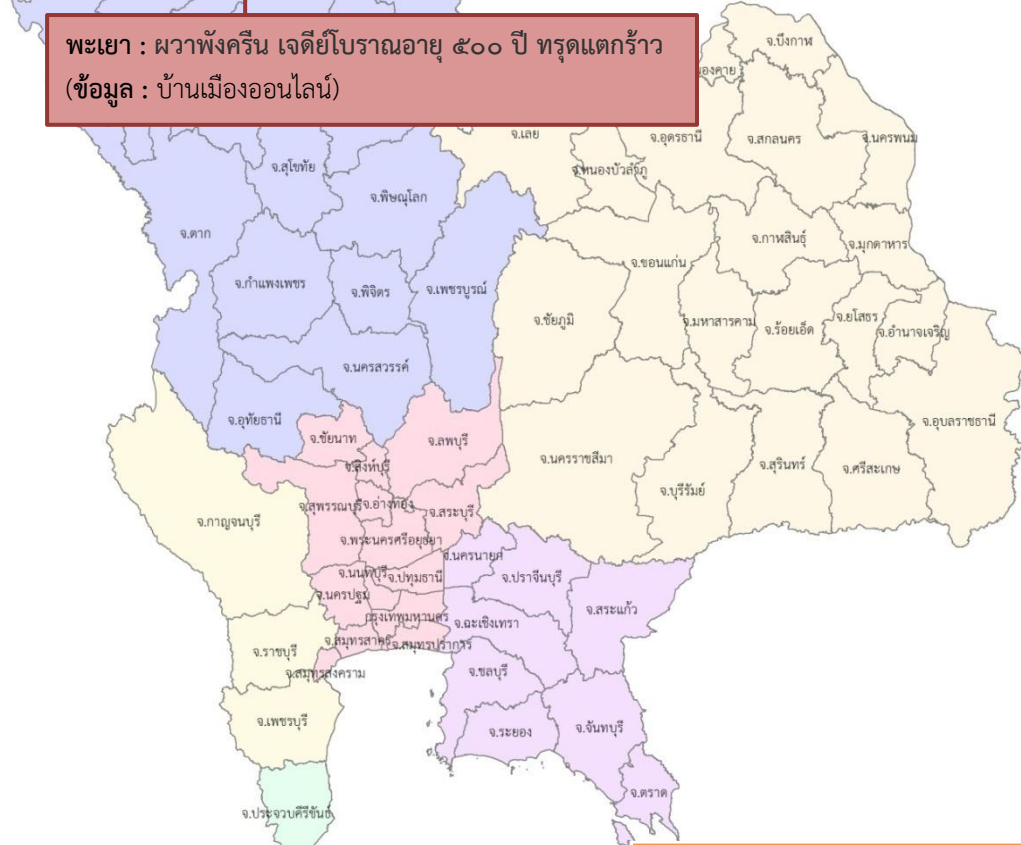 พะเยา : ผวาพังครืน เจดีย์โบราณอายุ ๕๐๐ ปี ทรุดแตกร้าว
(ข้อมูล : บ้านเมืองออนไลน์)
จ.บึงกาฬ
องคาย
จ.เลย
จ.อุดรธานี
จ.สกลนคร
จ.นครพนม
จ.สุโขทัย
จ.หนองบัวลำภู
จ.พิษณุโลก
จ.ตาก
จ.กาฬสินธุ์
จ.มุกดาหาร
จ.ขอนแก่น
จ.กำแพงเพชร
จ.พิจิตร
จ.เพชรบูรณ์
จ.ชัยภูมิ
จ.มหาสารคาม
จ.ร้อยเอ็ด
จ.ยโสธร
จ.อำนาจเจริญ
จ.นครสวรรค์
จ.อุทัยธานี
จ.อุบลราชธานี
จ.ชัยนาท
จ.ลพบุรี
จ.นครราชสีมา
จ.สุรินทร์
จ.ศรีสะเกษ
จ.สิงห์บุรี
จ.บุรีรัมย์
จ.สุพรรณบุรี
จ.อ่างทอง
จ.สระบุรี
จ.กาญจนบุรี
จ.พระนครศรีอยุธยา
จ.นครนายก
จ.นนทบุรี
จ.ปทุมธานี
จ.ปราจีนบุรี
จ.นครปฐม
จ.สระแก้ว
กรุงเทพมหานคร
จ.ฉะเชิงเทรา
จ.สมุทรสาคร
จ.สมุทรปราการ
จ.ราชบุรี
จ.สมุทรสงคราม
จ.ชลบุรี
จ.เพชรบุรี
จ.ระยอง
จ.จันทบุรี
จ.ตราด
จ.ประจวบคีรีขันธ์